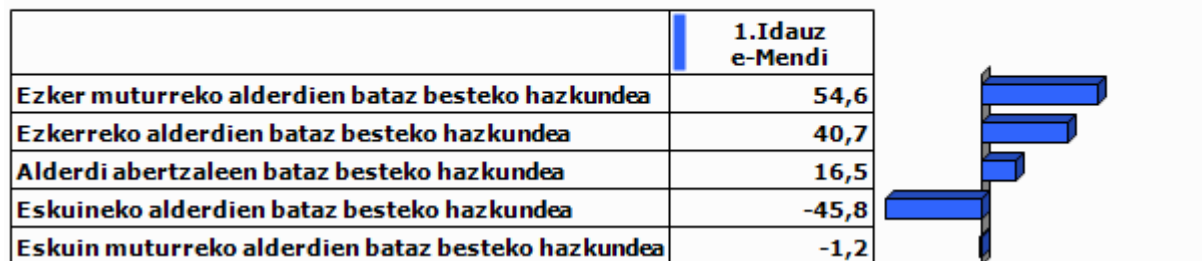 1.Idauz
e-Mendi
Ezker muturreko alderdien bataz besteko hazkundea 54,6
Ezkerreko alderdien bataz besteko hazkundea 40,7
Alderdi abertzaleen bataz besteko hazkundea 16,5
Eskuineko alderdien bataz besteko hazkundea -45,8
Eskuin muturreko alderdien bataz besteko hazkundea -1,2